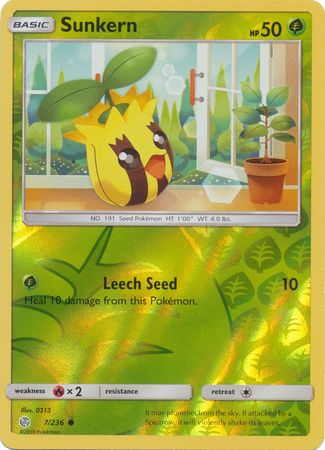 BASIC Sunkern HP 50
NO. 191 Seed Pokémon HT: 1'00" WT: 4.0 lbs.
Leech Seed 10
Heal 10 damage from this Pokémon.
weakness × 2 resistance retreat
Illus. 0313
7/236
©2019 Pokémon
It may plummet from the sky. If attacked by a
Spearow, it will violently shake its leaves.